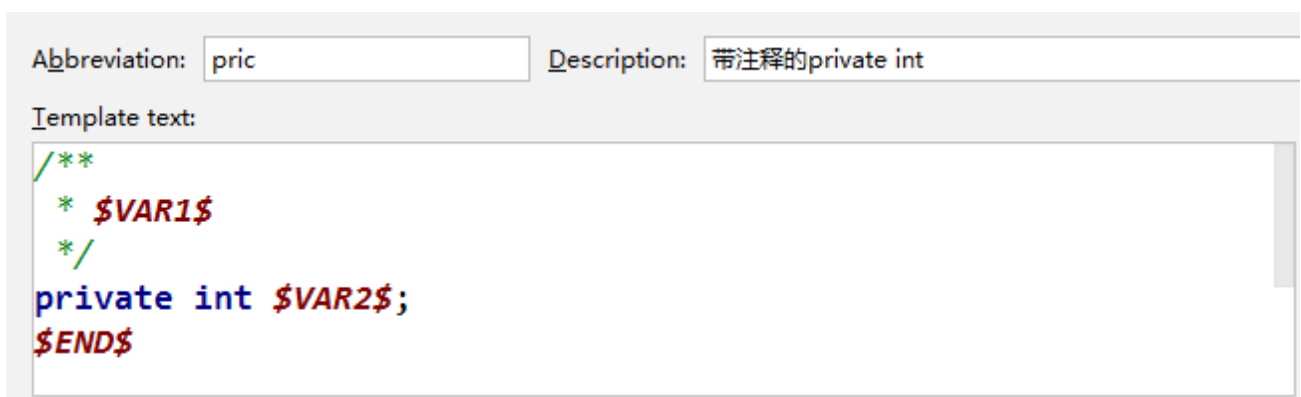 Abbreviation: pric Description: 带注释的private int
Template text:
/**
 * $VAR1$
 */
private int $VAR2$;
$END$